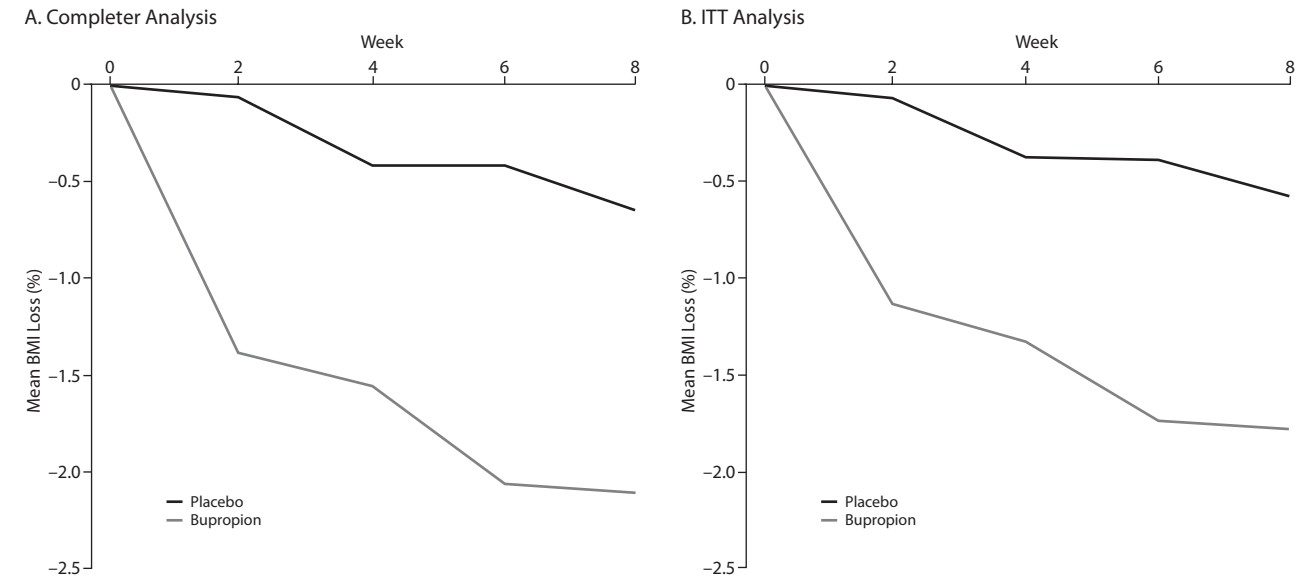 A. Completer Analysis
Week
0 2 4 6 8
0
–0.5
–1.0
–1.5
–2.0
–2.5
Mean BMI Loss (%)
Placebo
Bupropion
B. ITT Analysis
Week
0 2 4 6 8
0
–0.5
–1.0
–1.5
–2.0
–2.5
Mean BMI Loss (%)
Placebo
Bupropion